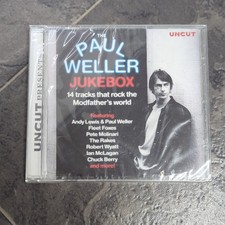 THE
PAUL
WELLER
JUKEBOX
UNCUT
14 tracks that rock the
Modfather's world
Featuring
Andy Lewis & Paul Weller
Fleet Foxes
Pete Molinari
The Rakes
Robert Wyatt
Ian McLagan
Chuck Berry
and more!
UNCUT PRESENTS